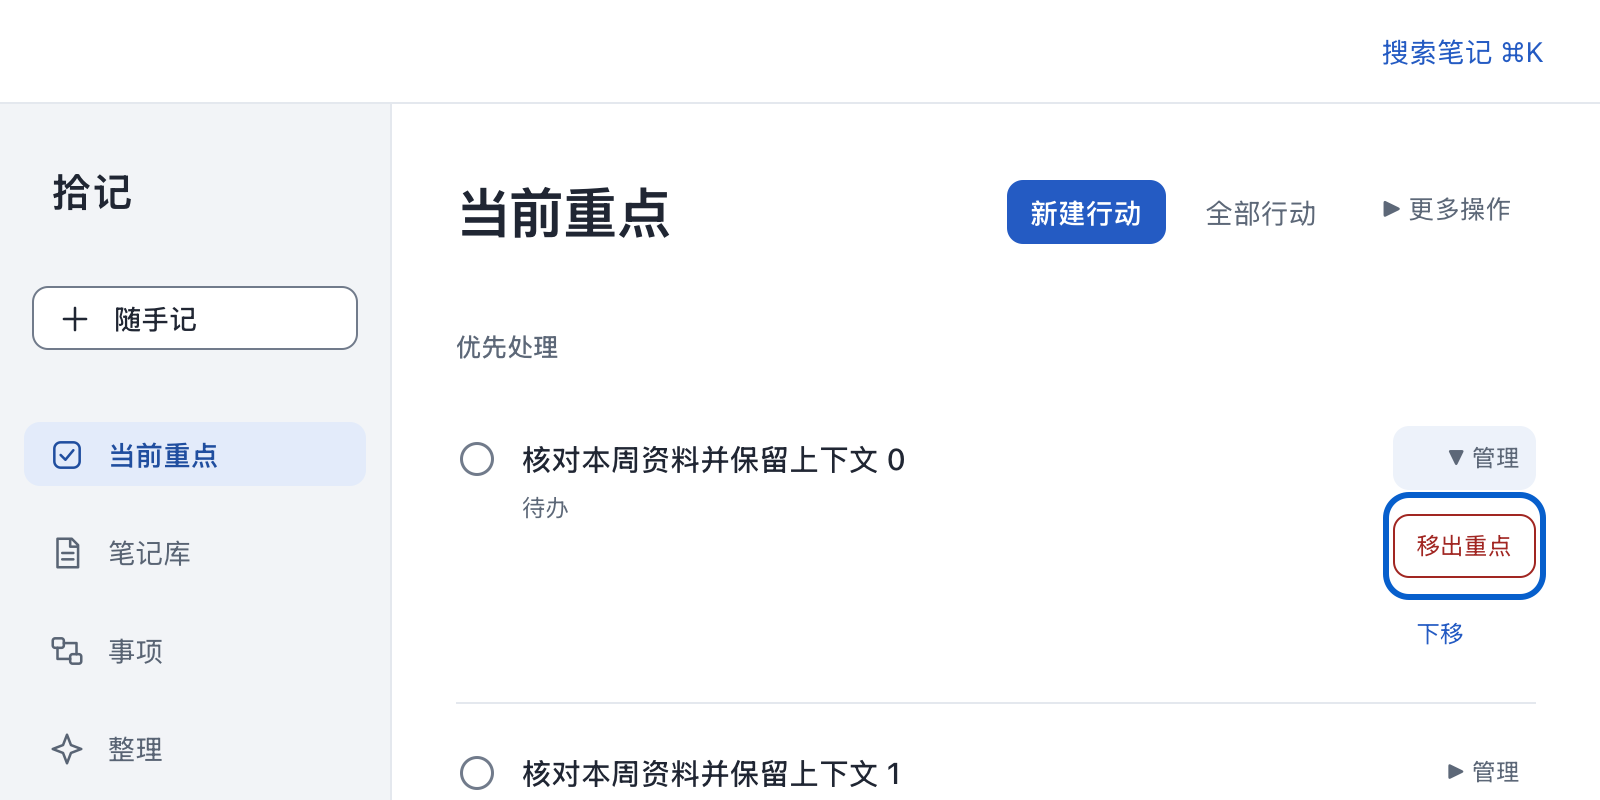 搜索笔记 ⌘K
拾记
随手记
当前重点
笔记库
事项
整理
当前重点
新建行动
全部行动
更多操作
优先处理
核对本周资料并保留上下文 0
待办
管理
移出重点
下移
核对本周资料并保留上下文 1
管理